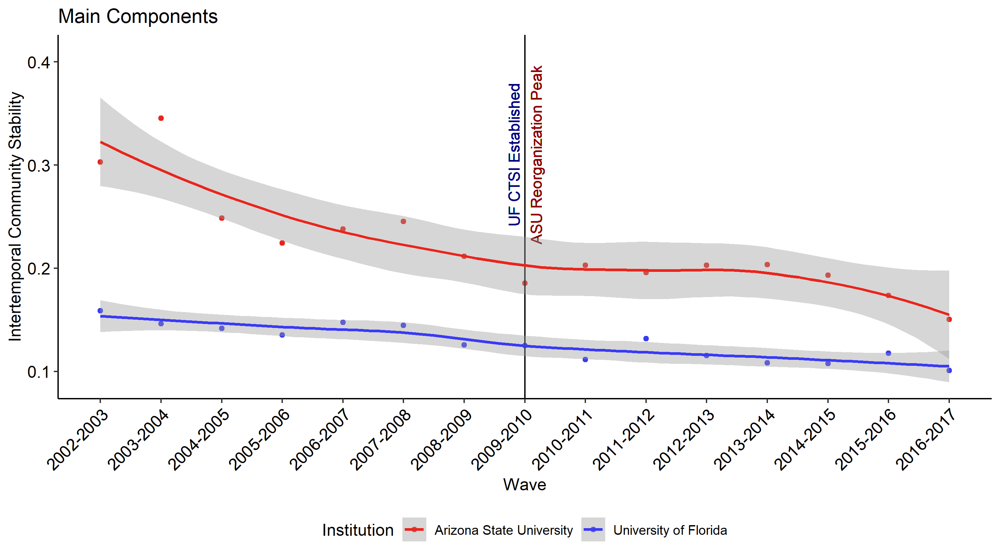 Main Components
Intertemporal Community Stability
0.4
0.3
0.2
0.1
UF CTSI Established
ASU Reorganization Peak
2002-2003
2003-2004
2004-2005
2005-2006
2006-2007
2007-2008
2008-2009
2009-2010
2010-2011
2011-2012
2012-2013
2013-2014
2014-2015
2015-2016
2016-2017
Wave
Institution
Arizona State University
University of Florida